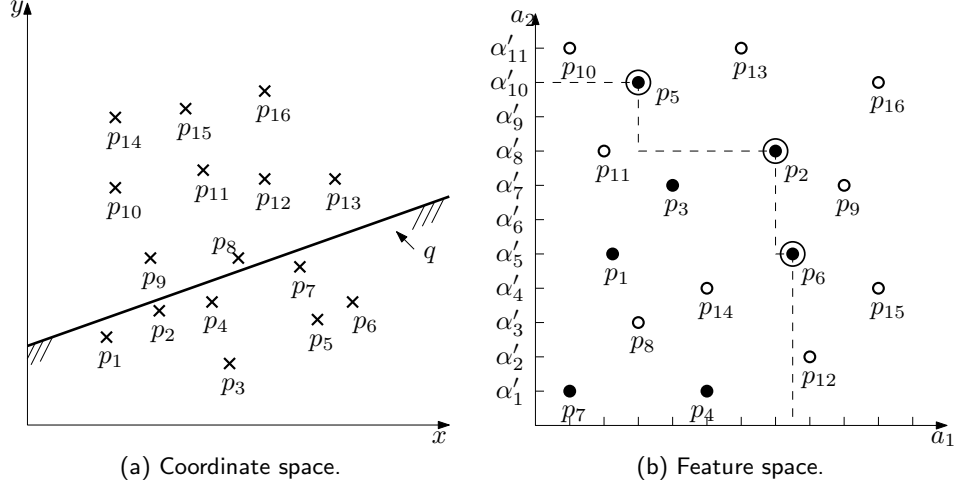 y
p₁₄
p₁₅
p₁₆
p₁₀
p₁₁
p₁₂
p₁₃
p₉
p₈
p₇
q
p₁
p₂
p₄
p₃
p₅
p₆
x
(a) Coordinate space.
a₂
α′₁₁
α′₁₀
α′₉
α′₈
α′₇
α′₆
α′₅
α′₄
α′₃
α′₂
α′₁
p₁₀
p₁₃
p₅
p₁₆
p₁₁
p₂
p₃
p₉
p₁
p₆
p₁₄
p₁₅
p₈
p₁₂
p₇
p₄
a₁
(b) Feature space.